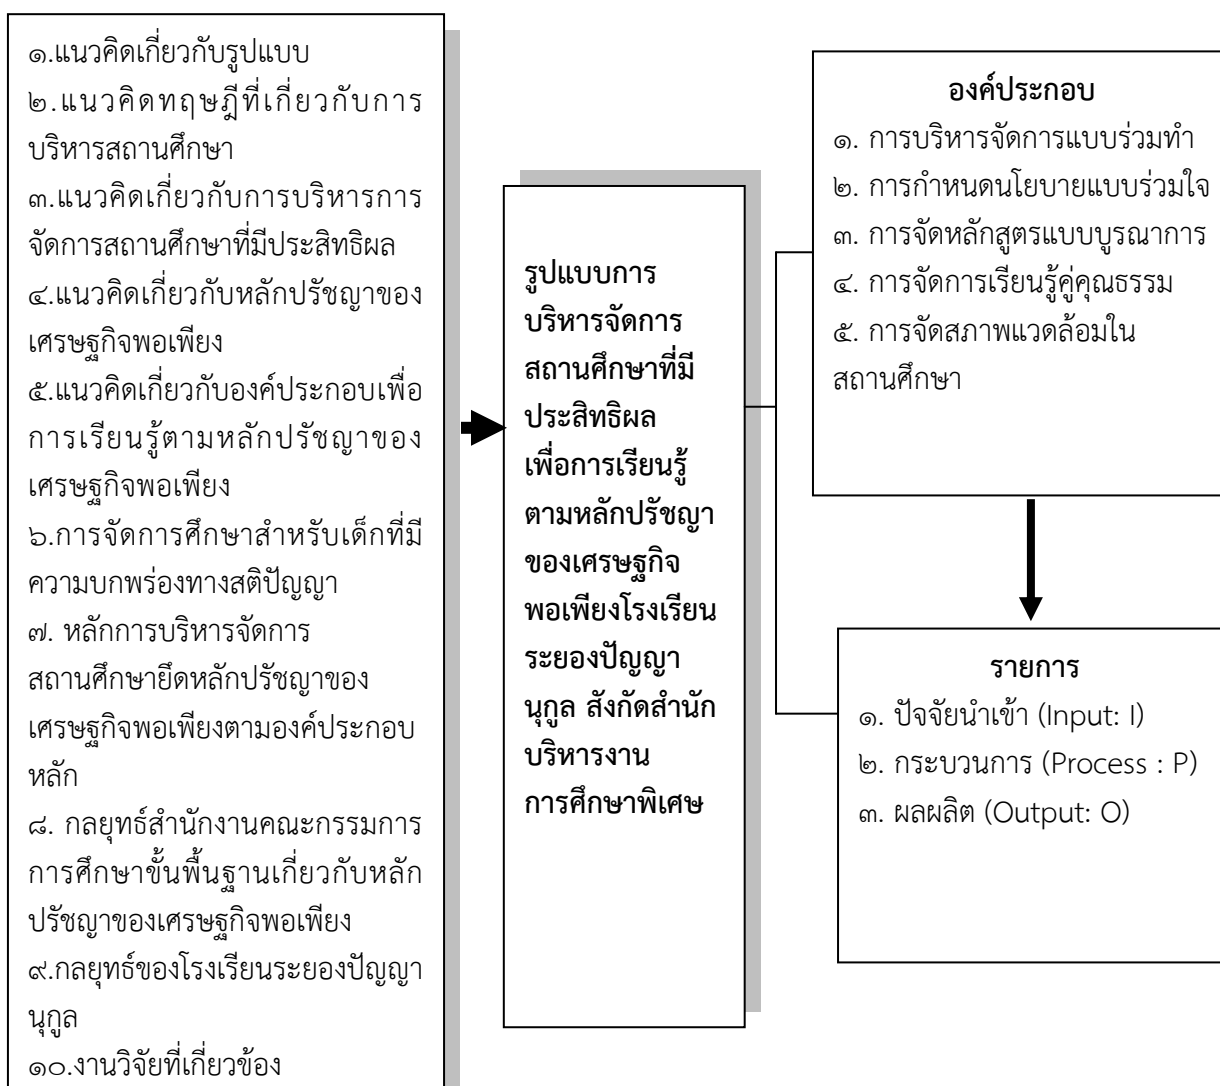 ๑.แนวคิดเกี่ยวกับรูปแบบ
๒.แนวคิดทฤษฎีที่เกี่ยวกับการ
บริหารสถานศึกษา
๓.แนวคิดเกี่ยวกับการบริหารการ
จัดการสถานศึกษาที่มีประสิทธิผล
๔.แนวคิดเกี่ยวกับหลักปรัชญาของ
เศรษฐกิจพอเพียง
๕.แนวคิดเกี่ยวกับองค์ประกอบเพื่อ
การเรียนรู้ตามหลักปรัชญาของ
เศรษฐกิจพอเพียง
๖.การจัดการศึกษาสำหรับเด็กที่มี
ความบกพร่องทางสติปัญญา
๗. หลักการบริหารจัดการ
สถานศึกษายึดหลักปรัชญาของ
เศรษฐกิจพอเพียงตามองค์ประกอบ
หลัก
๘. กลยุทธ์สำนักงานคณะกรรมการ
การศึกษาขั้นพื้นฐานเกี่ยวกับหลัก
ปรัชญาของเศรษฐกิจพอเพียง
๙.กลยุทธ์ของโรงเรียนระยองปัญญา
นุกูล
๑๐.งานวิจัยที่เกี่ยวข้อง
รูปแบบการ
บริหารจัดการ
สถานศึกษาที่มี
ประสิทธิผล
เพื่อการเรียนรู้
ตามหลักปรัชญา
ของเศรษฐกิจ
พอเพียงโรงเรียน
ระยองปัญญา
นุกูล สังกัดสำนัก
บริหารงาน
การศึกษาพิเศษ
องค์ประกอบ
๑. การบริหารจัดการแบบร่วมทำ
๒. การกำหนดนโยบายแบบร่วมใจ
๓. การจัดหลักสูตรแบบบูรณาการ
๔. การจัดการเรียนรู้คู่คุณธรรม
๕. การจัดสภาพแวดล้อมใน
สถานศึกษา
รายการ
๑. ปัจจัยนำเข้า (Input: I)
๒. กระบวนการ (Process : P)
๓. ผลผลิต (Output: O)